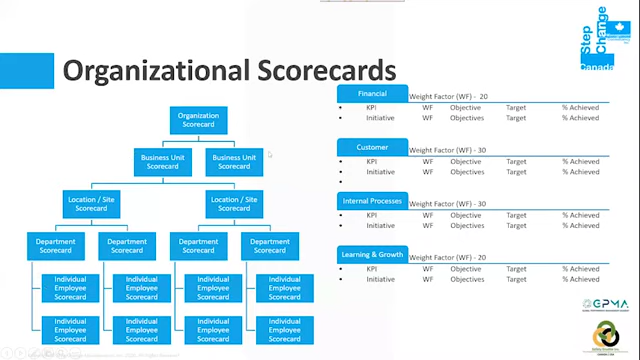 Step Change
Canada
Organizational Scorecards
Organization
Scorecard
Business Unit
Scorecard
Business Unit
Scorecard
Location / Site
Scorecard
Location / Site
Scorecard
Department
Scorecard
Department
Scorecard
Department
Scorecard
Department
Scorecard
Individual
Employee
Scorecard
Individual
Employee
Scorecard
Individual
Employee
Scorecard
Individual
Employee
Scorecard
Individual
Employee
Scorecard
Individual
Employee
Scorecard
Individual
Employee
Scorecard
Individual
Employee
Scorecard
Financial Weight Factor (WF) - 20
• KPI WF Objective Target % Achieved
• Initiative WF Objectives Target % Achieved
Customer Weight Factor (WF) - 30
• KPI WF Objective Target % Achieved
• Initiative WF Objectives Target % Achieved
•
Internal Processes Weight Factor (WF) - 30
• KPI WF Objective Target % Achieved
• Initiative WF Objectives Target % Achieved
Learning & Growth Weight Factor (WF) - 20
• KPI WF Objective Target % Achieved
• Initiative WF Objectives Target % Achieved
GPMA